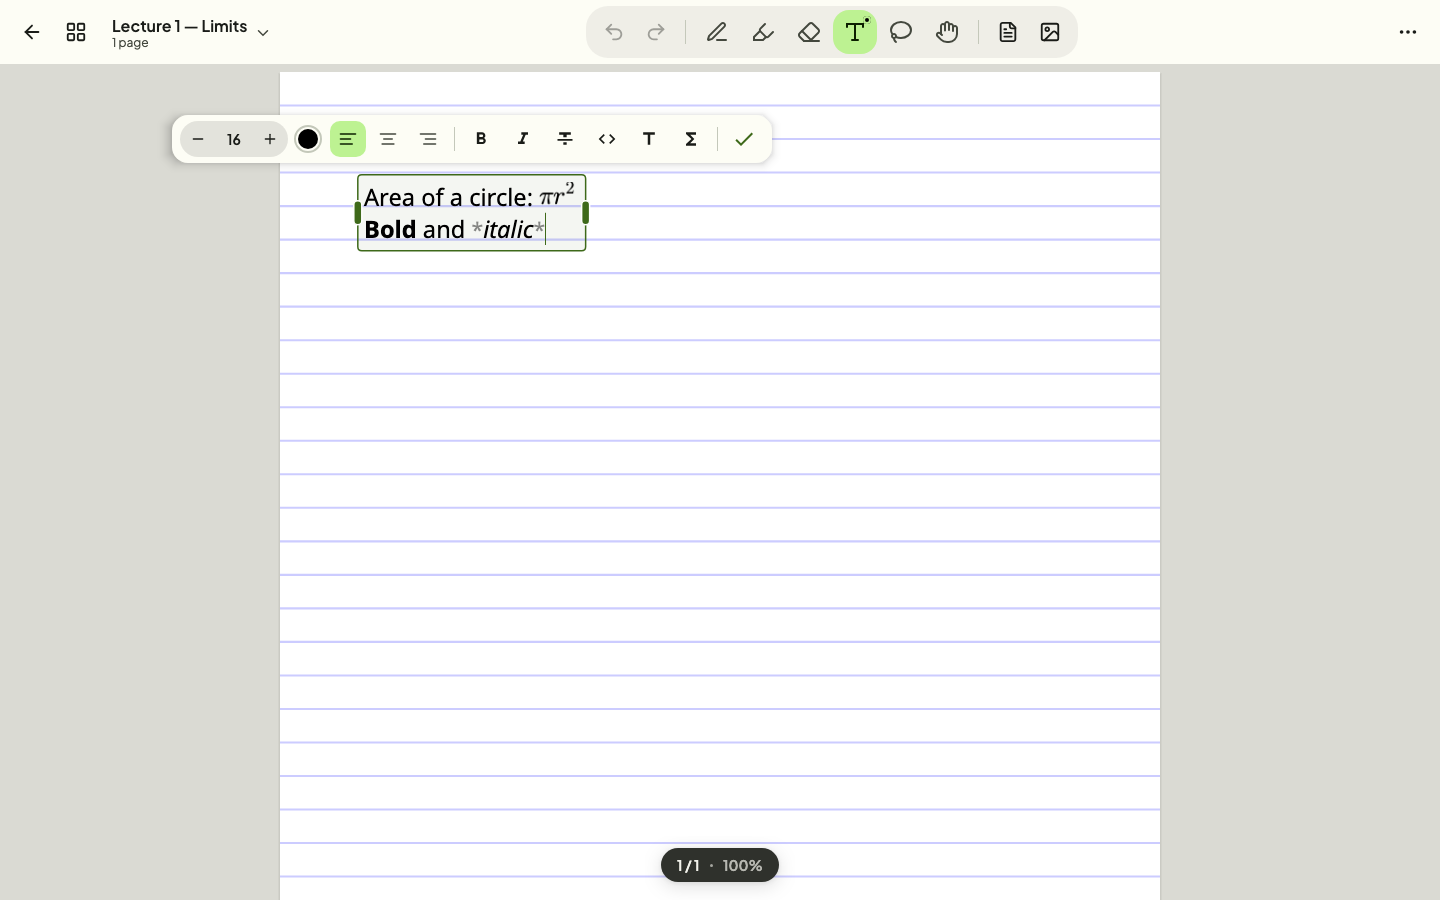 Lecture 1 — Limits
1 page
16
Area of a circle: πr²
Bold and *italic*
1/1 · 100%